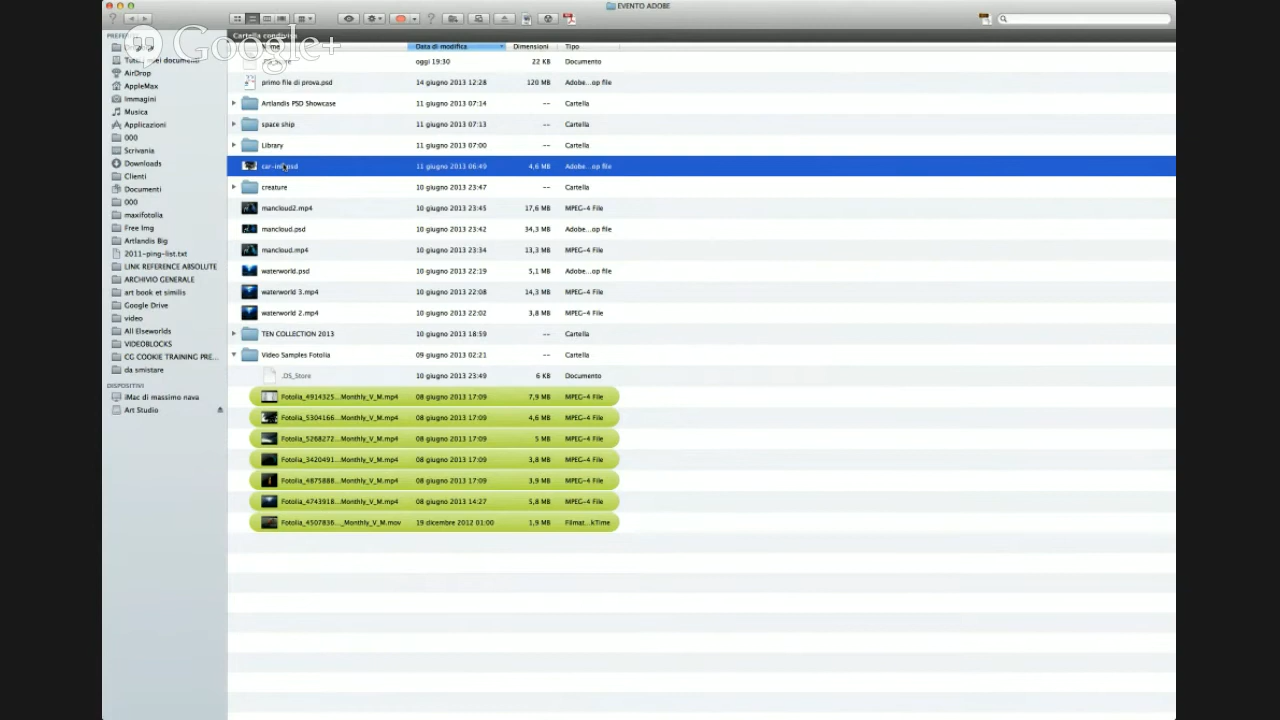 EVENTO ADOBE
Google+
Cartella condivisa
Data di modifica Dimensioni Tipo
oggi 19:30 22 KB Documento
primo file di prova.psd 14 giugno 2013 12:28 120 MB Adobe...op file
Artlandis PSD Showcase 11 giugno 2013 07:14 -- Cartella
space ship 11 giugno 2013 07:13 -- Cartella
Library 11 giugno 2013 07:00 -- Cartella
11 giugno 2013 06:49 4,6 MB Adobe...op file
creature 10 giugno 2013 23:47 -- Cartella
mancloud2.mp4 10 giugno 2013 23:45 17,6 MB MPEG-4 File
mancloud.psd 10 giugno 2013 23:42 34,3 MB Adobe...op file
mancloud.mp4 10 giugno 2013 23:34 13,3 MB MPEG-4 File
waterworld.psd 10 giugno 2013 22:19 5,1 MB Adobe...op file
waterworld 3.mp4 10 giugno 2013 22:08 14,3 MB MPEG-4 File
waterworld 2.mp4 10 giugno 2013 22:02 3,8 MB MPEG-4 File
TEN COLLECTION 2013 10 giugno 2013 18:59 -- Cartella
Video Samples Fotolia 09 giugno 2013 02:21 -- Cartella
.DS_Store 10 giugno 2013 23:49 6 KB Documento
Fotolia_4914325...Monthly_V_M.mp4 08 giugno 2013 17:09 7,9 MB MPEG-4 File
Fotolia_5304166...Monthly_V_M.mp4 08 giugno 2013 17:09 4,6 MB MPEG-4 File
Fotolia_5268272...Monthly_V_M.mp4 08 giugno 2013 17:09 5 MB MPEG-4 File
Fotolia_3420491...Monthly_V_M.mp4 08 giugno 2013 17:09 3,8 MB MPEG-4 File
Fotolia_4875888...Monthly_V_M.mp4 08 giugno 2013 17:09 3,9 MB MPEG-4 File
Fotolia_4743918...Monthly_V_M.mp4 08 giugno 2013 14:27 5,8 MB MPEG-4 File
Fotolia_4507836..._Monthly_V_M.mov 19 dicembre 2012 01:00 1,9 MB Filmat...kTime
AirDrop
AppleMax
Immagini
Musica
Applicazioni
000
Scrivania
Downloads
Clienti
Documenti
000
maxifotolia
Free Img
Artlandis Big
2011-ping-list.txt
LINK REFERENCE ABSOLUTE
ARCHIVIO GENERALE
art book et similis
Google Drive
video
All Elseworlds
VIDEOBLOCKS
CG COOKIE TRAINING PRE...
da smistare
DISPOSITIVI
iMac di massimo nava
Art Studio